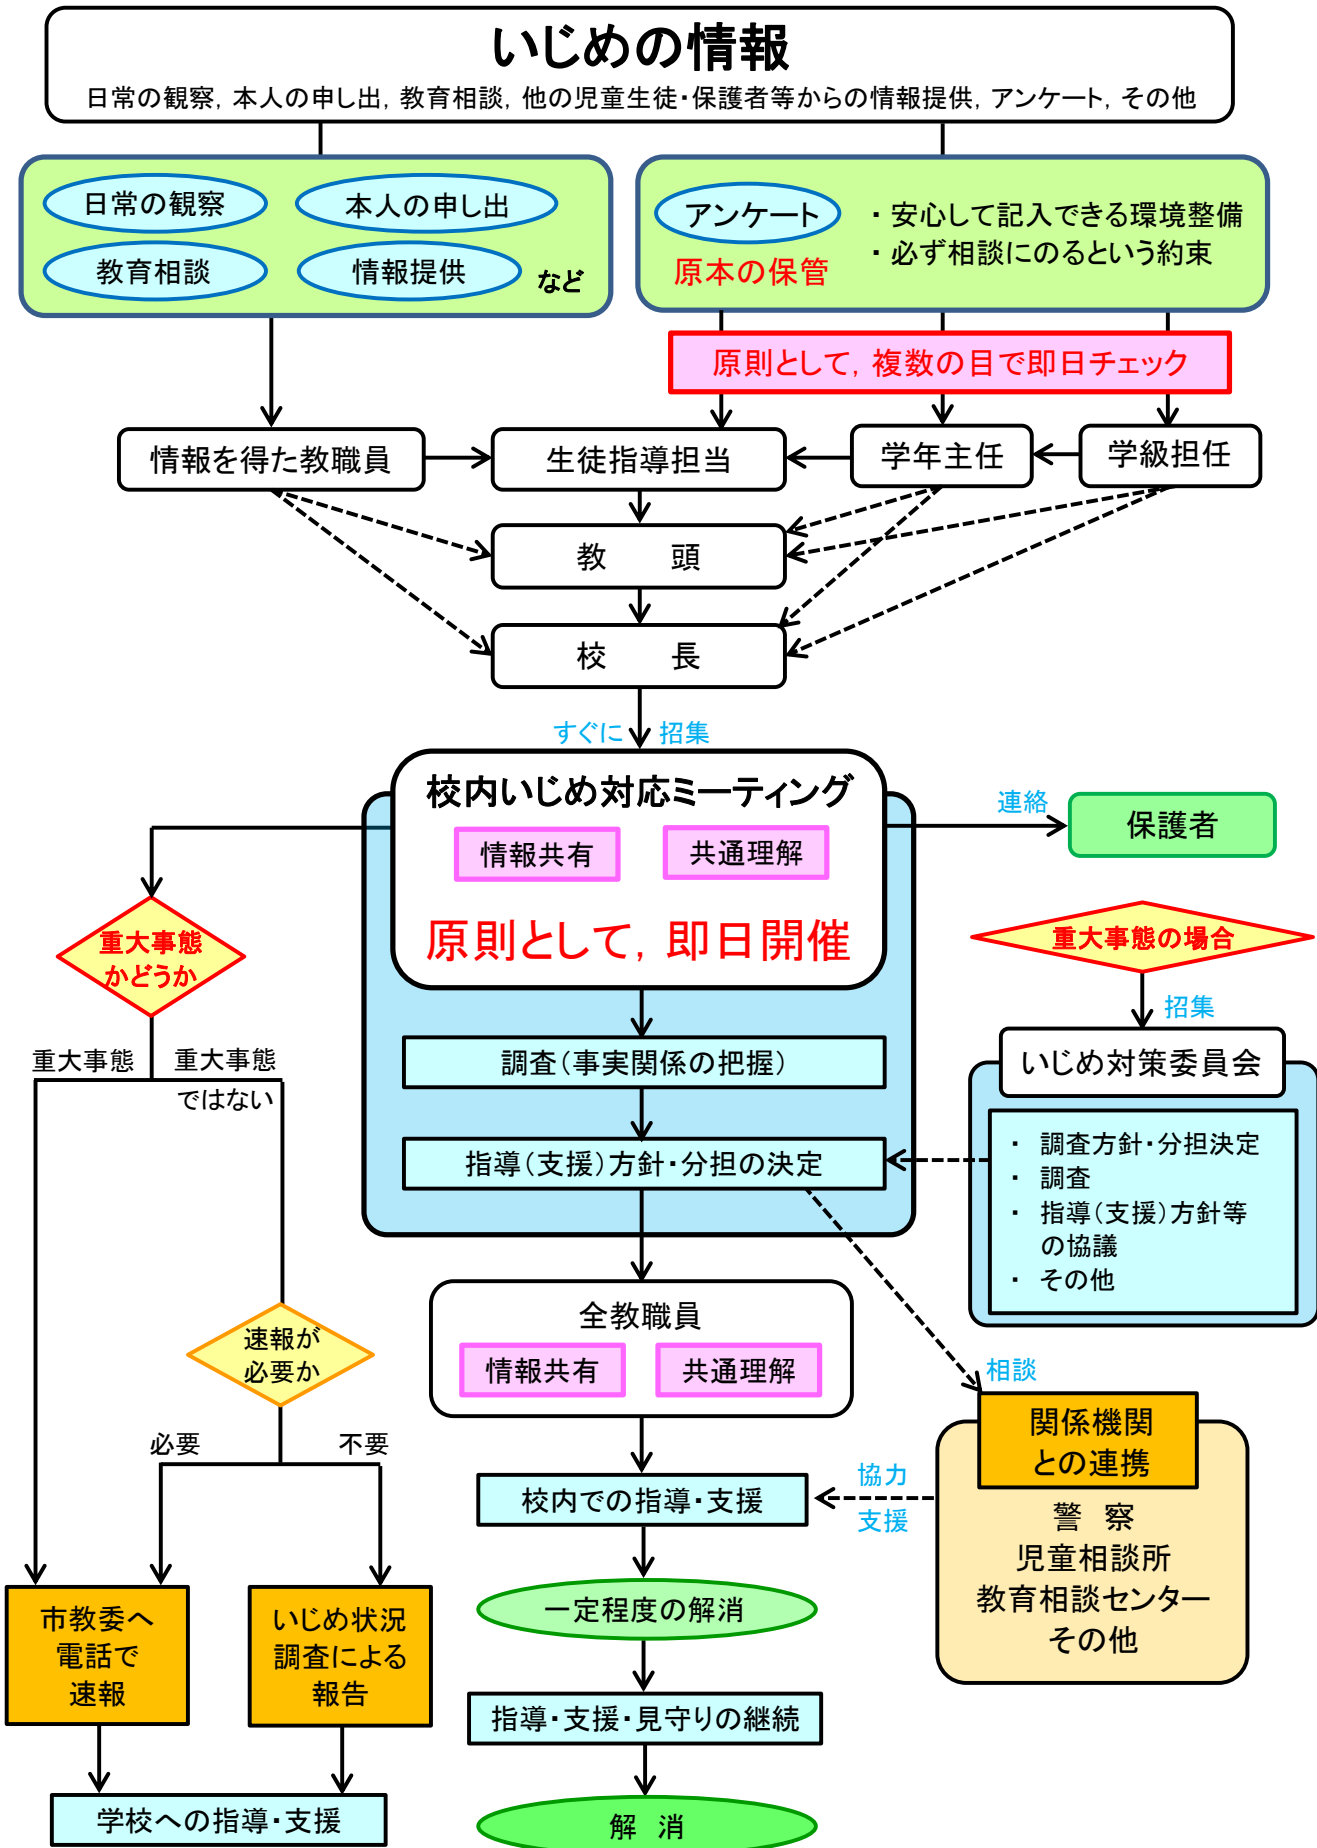 いじめの情報
日常の観察，本人の申し出，教育相談，他の児童生徒・保護者等からの情報提供，アンケート，その他
日常の観察
本人の申し出
教育相談
情報提供
など
アンケート
原本の保管
・安心して記入できる環境整備
・必ず相談にのるという約束
原則として，複数の目で即日チェック
情報を得た教職員
生徒指導担当
学年主任
学級担任
教　頭
校　長
すぐに
招集
校内いじめ対応ミーティング
情報共有
共通理解
原則として，即日開催
連絡
保護者
重大事態
かどうか
重大事態
重大事態
ではない
重大事態の場合
招集
いじめ対策委員会
・ 調査方針・分担決定
・ 調査
・ 指導（支援）方針等
の協議
・ その他
調査（事実関係の把握）
指導（支援）方針・分担の決定
速報が
必要か
必要
不要
全教職員
情報共有
共通理解
相談
関係機関
との連携
警　察
児童相談所
教育相談センター
その他
協力
支援
校内での指導・支援
一定程度の解消
指導・支援・見守りの継続
解　消
市教委へ
電話で
速報
いじめ状況
調査による
報告
学校への指導・支援